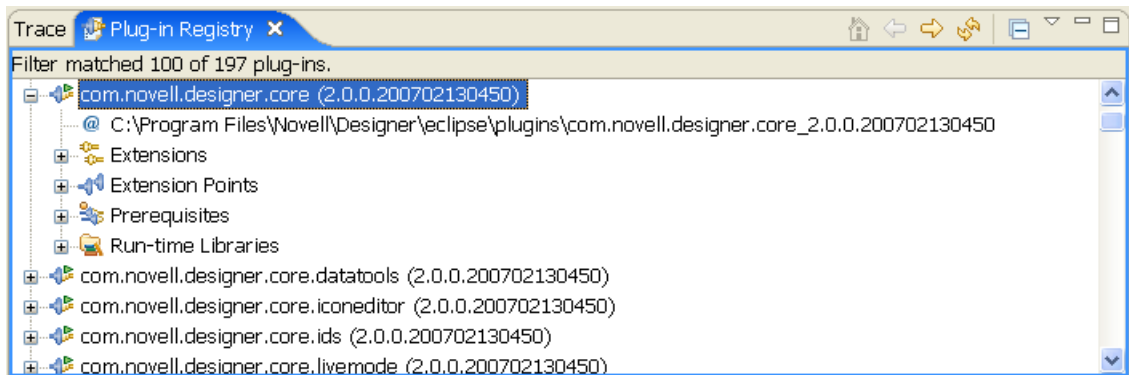 Trace Plug-in Registry
Filter matched 100 of 197 plug-ins.
com.novell.designer.core (2.0.0.200702130450)
@ C:\Program Files\Novell\Designer\eclipse\plugins\com.novell.designer.core_2.0.0.200702130450
Extensions
Extension Points
Prerequisites
Run-time Libraries
com.novell.designer.core.datatools (2.0.0.200702130450)
com.novell.designer.core.iconeditor (2.0.0.200702130450)
com.novell.designer.core.ids (2.0.0.200702130450)
com.novell.designer.core.livemode (2.0.0.200702130450)